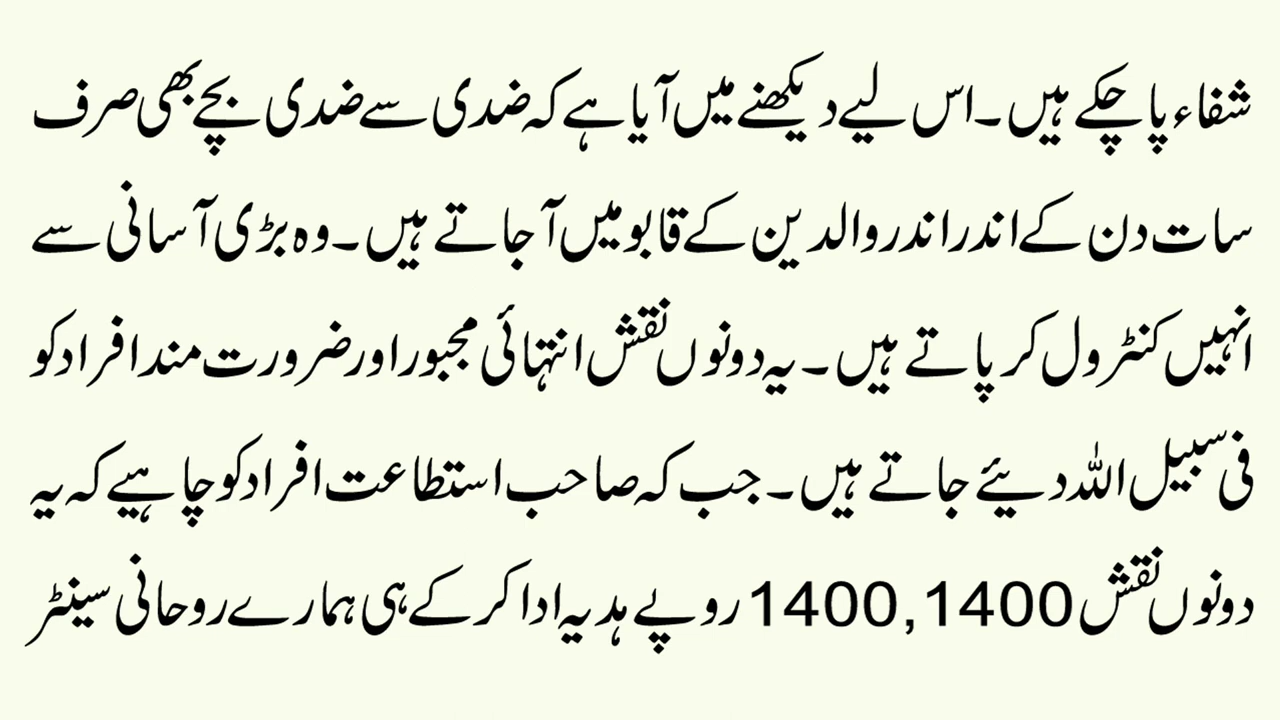 شفاء پا چکے ہیں۔ اس لیے دیکھنے میں آیا ہے کہ ضدی سے ضدی بچے بھی صرف
سات دن کے اندر اندر والدین کے قابو میں آ جاتے ہیں۔ وہ بڑی آسانی سے
انہیں کنٹرول کر پاتے ہیں۔ یہ دونوں نقش انتہائی مجبور اور ضرورت مند افراد کو
فی سبیل اللہ دیئے جاتے ہیں۔ جب کہ صاحب استطاعت افراد کو چاہیے کہ یہ
دونوں نقش 1400,1400 روپے ہدیہ ادا کر کے ہی ہمارے روحانی سینٹر